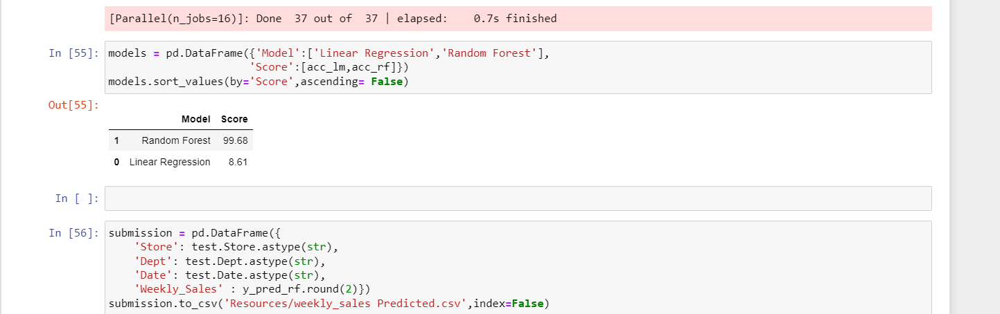 [Parallel(n_jobs=16)]: Done  37 out of  37 | elapsed:    0.7s finished
In [55]: models = pd.DataFrame({'Model':['Linear Regression','Random Forest'],
                      'Score':[acc_lm,acc_rf]})
models.sort_values(by='Score',ascending= False)
Out[55]:
Model Score
1 Random Forest 99.68
0 Linear Regression 8.61
In [ ]:
In [56]: submission = pd.DataFrame({
    'Store': test.Store.astype(str),
    'Dept': test.Dept.astype(str),
    'Date': test.Date.astype(str),
    'Weekly_Sales' : y_pred_rf.round(2)})
submission.to_csv('Resources/weekly_sales Predicted.csv',index=False)